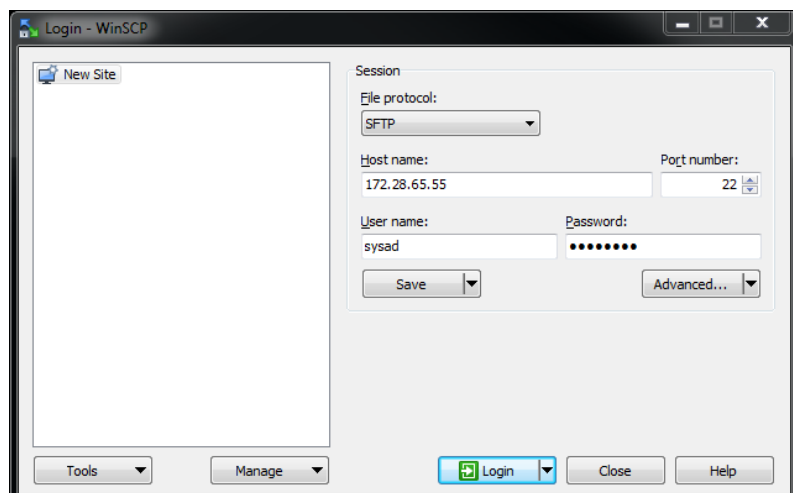 Login - WinSCP
New Site
Session
File protocol:
SFTP
Host name:
Port number:
172.28.65.55
22
User name:
Password:
sysad
••••••••
Save
Advanced...
Tools
Manage
Login
Close
Help